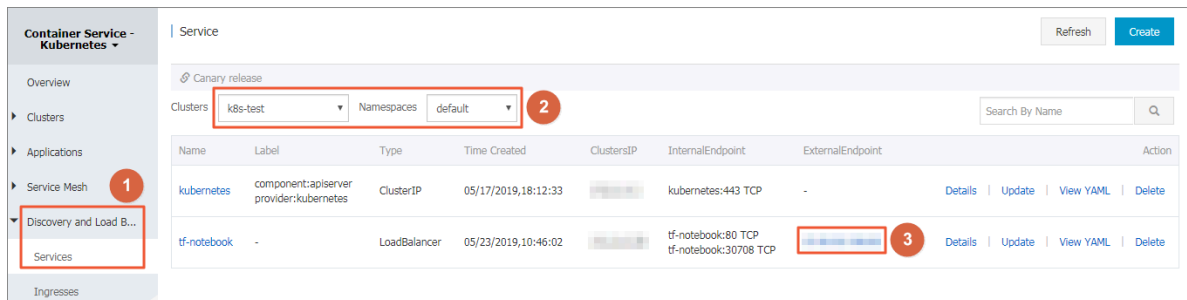 Container Service -
Kubernetes
Service
Refresh
Create
Overview
Canary release
Clusters
k8s-test
Namespaces
default
2
Search By Name
Clusters
Applications
Service Mesh
1
Discovery and Load B...
Services
Ingresses
Name Label Type Time Created ClustersIP InternalEndpoint ExternalEndpoint Action
kubernetes component:apiserver ClusterIP 05/17/2019,18:12:33 kubernetes:443 TCP - Details | Update | View YAML | Delete
provider:kubernetes
tf-notebook - LoadBalancer 05/23/2019,10:46:02 tf-notebook:80 TCP 3 Details | Update | View YAML | Delete
tf-notebook:30708 TCP